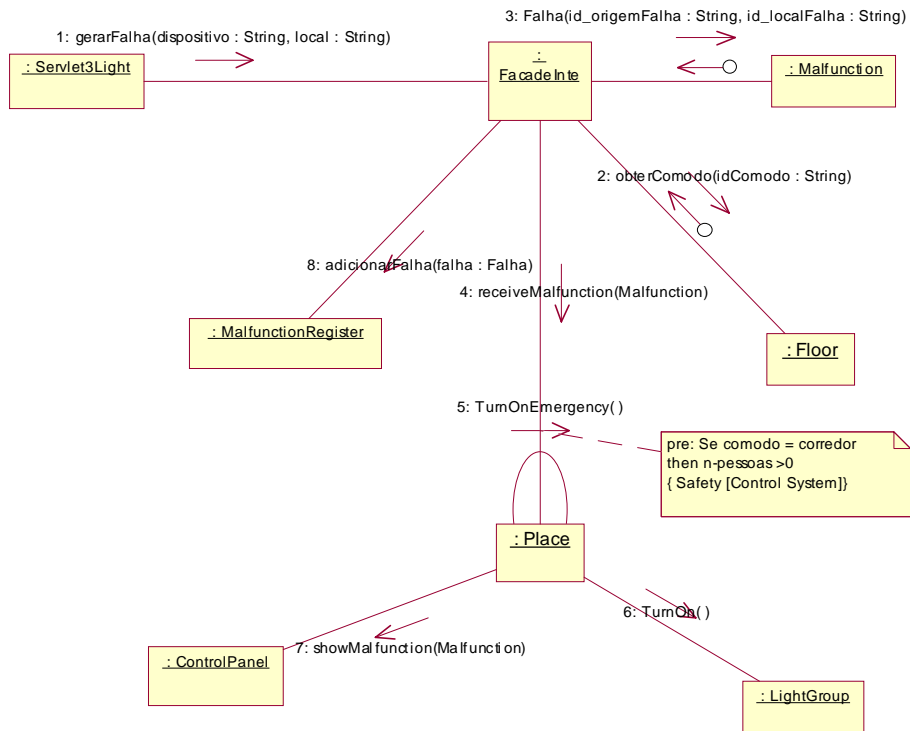 3: Falha(id_origemFalha : String, id_localFalha : String)
1: gerarFalha(dispositivo : String, local : String)
: Servlet3Light
:
FacadeInte
: Malfunction
2: obterComodo(idComodo : String)
8: adicionarFalha(falha : Falha)
4: receiveMalfunction(Malfunction)
: MalfunctionRegister
: Floor
5: TurnOnEmergency( )
pre: Se comodo = corredor
then n-pessoas >0
{ Safety [Control System]}
: Place
6: TurnOn( )
7: showMalfunction(Malfunction)
: ControlPanel
: LightGroup